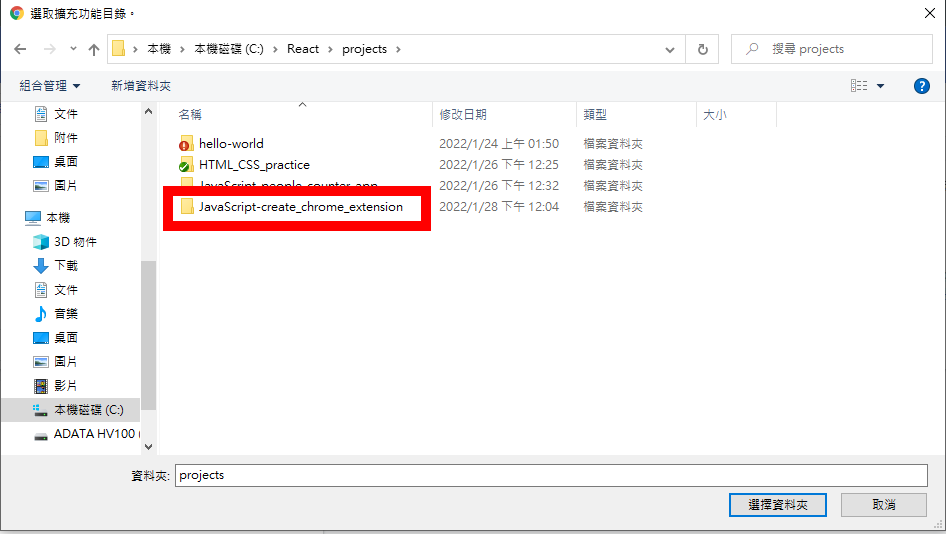 選取擴充功能目錄。
本機 本機磁碟 (C:) React projects
搜尋 projects
組合管理 新增資料夾
名稱 修改日期 類型 大小
文件
附件
桌面
圖片
本機
3D 物件
下載
文件
音樂
桌面
圖片
影片
本機磁碟 (C:)
ADATA HV100 (
hello-world 2022/1/24 上午 01:50 檔案資料夾
HTML_CSS_practice 2022/1/26 下午 12:25 檔案資料夾
JavaScript-people_counter_app 2022/1/26 下午 12:32 檔案資料夾
JavaScript-create_chrome_extension 2022/1/28 下午 12:04 檔案資料夾
資料夾: projects
選擇資料夾 取消